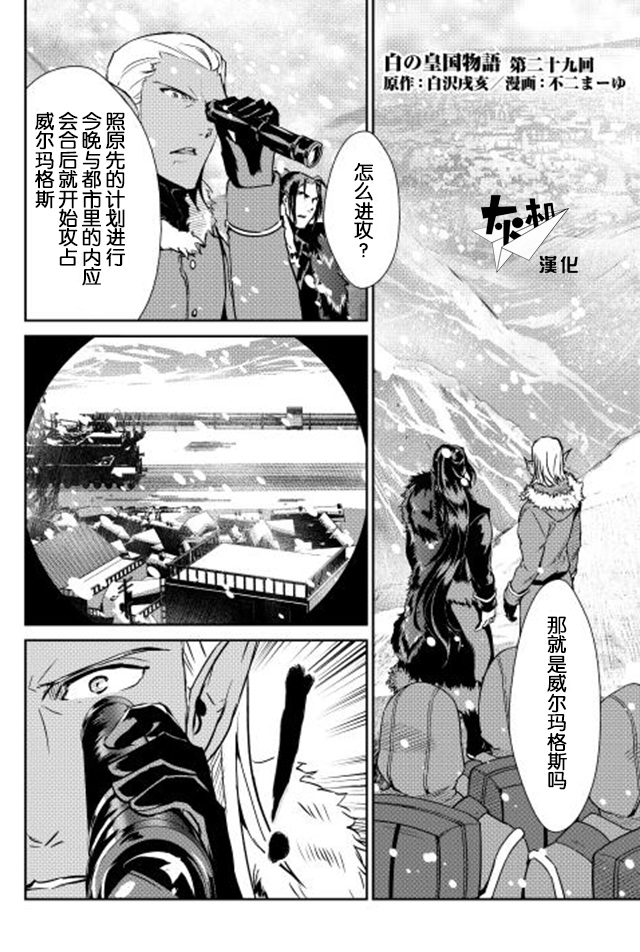 白の皇国物語 第二十九回
原作：白沢戌亥／漫画：不二まーゆ
灰机
漢化
那就是威尔玛格斯吗
怎么进攻？
照原先的计划进行
今晚与都市里的内应
会合后就开始攻占
威尔玛格斯